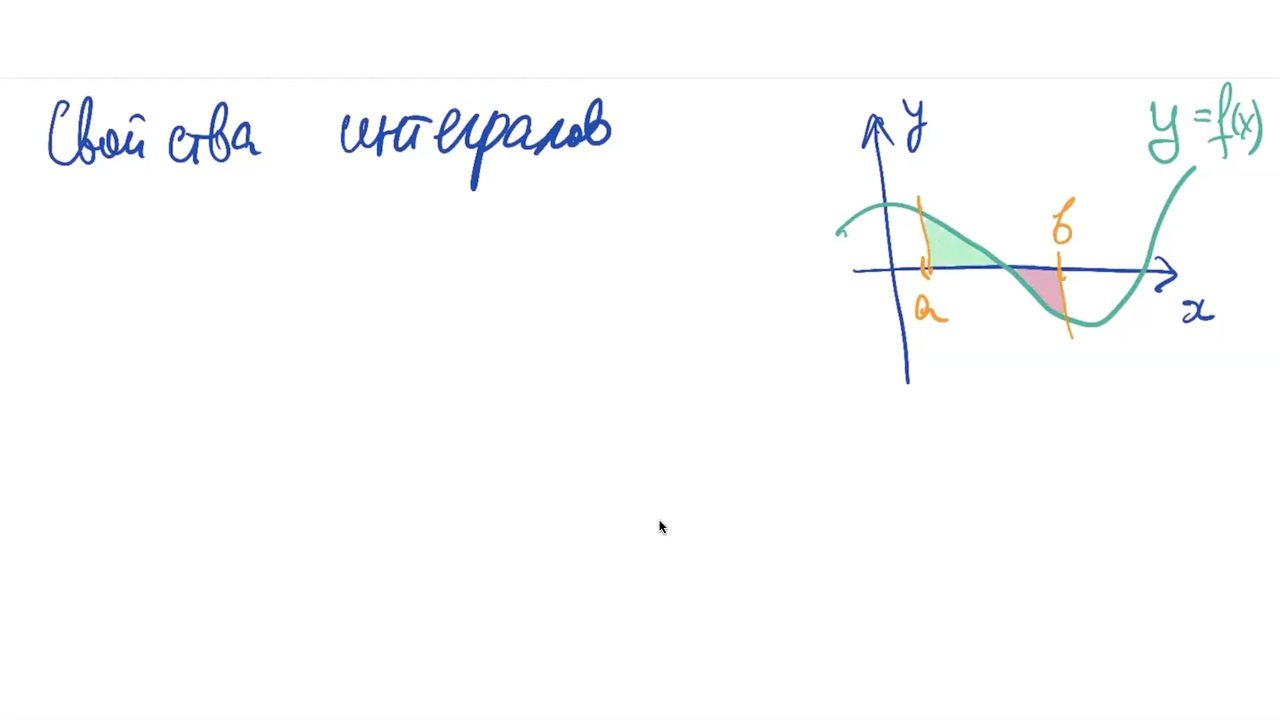 Свойства интегралов
y
y = f(x)
b
a
x